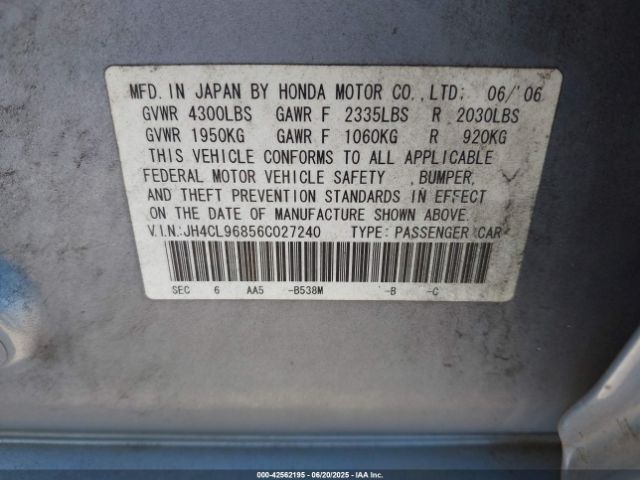 MFD. IN JAPAN BY HONDA MOTOR CO.,LTD; 06/'06
GVWR 4300LBS GAWR F 2335LBS R 2030LBS
GVWR 1950KG GAWR F 1060KG R 920KG
THIS VEHICLE CONFORMS TO ALL APPLICABLE
FEDERAL MOTOR VEHICLE SAFETY ,BUMPER,
AND THEFT PREVENTION STANDARDS IN EFFECT
ON THE DATE OF MANUFACTURE SHOWN ABOVE.
V.IN.:JH4CL96856C027240 TYPE: PASSENGER CAR
SEC 6 AA5 -B538M -B -C
000-42562195 - 06/20/2025 - IAA Inc.